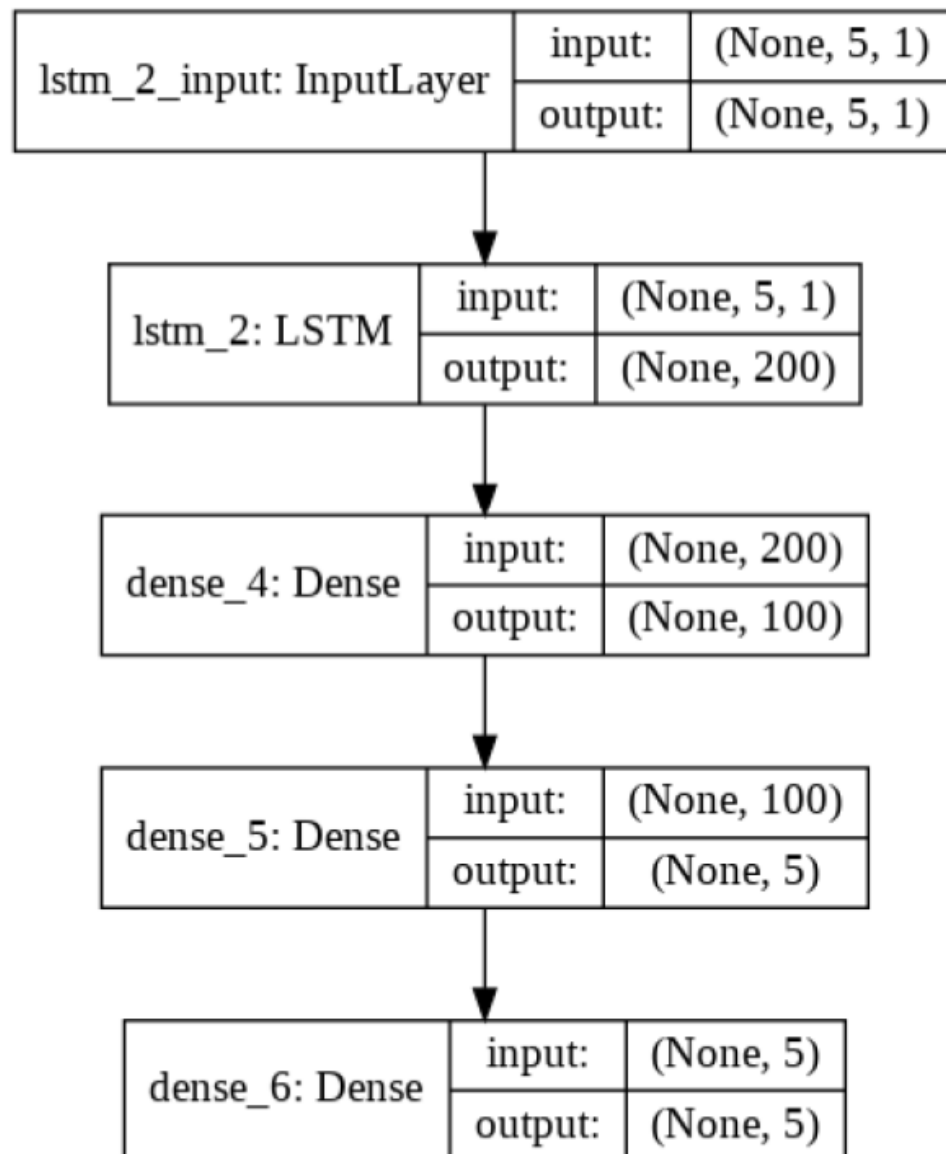 lstm_2_input: InputLayer
input: (None, 5, 1)
output: (None, 5, 1)
lstm_2: LSTM
input: (None, 5, 1)
output: (None, 200)
dense_4: Dense
input: (None, 200)
output: (None, 100)
dense_5: Dense
input: (None, 100)
output: (None, 5)
dense_6: Dense
input: (None, 5)
output: (None, 5)